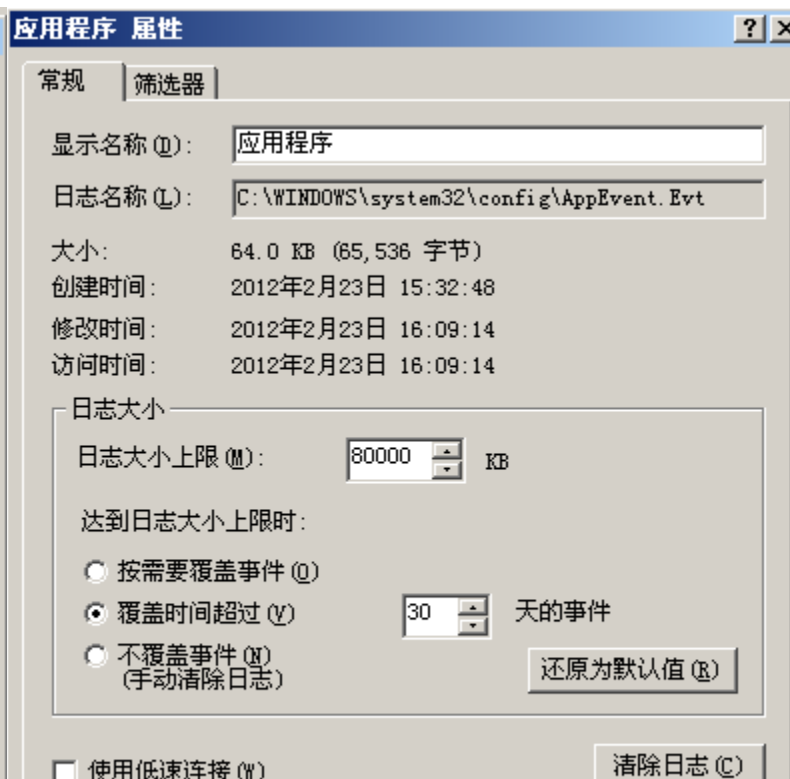 应用程序 属性
常规 筛选器
显示名称(D): 应用程序
日志名称(L): C:\WINDOWS\system32\config\AppEvent.Evt
大小: 64.0 KB (65,536 字节)
创建时间: 2012年2月23日 15:32:48
修改时间: 2012年2月23日 16:09:14
访问时间: 2012年2月23日 16:09:14
日志大小
日志大小上限(M): 80000 KB
达到日志大小上限时:
按需要覆盖事件(O)
覆盖时间超过(V) 30 天的事件
不覆盖事件(N)
(手动清除日志) 还原为默认值(R)
使用低速连接(W) 清除日志(C)